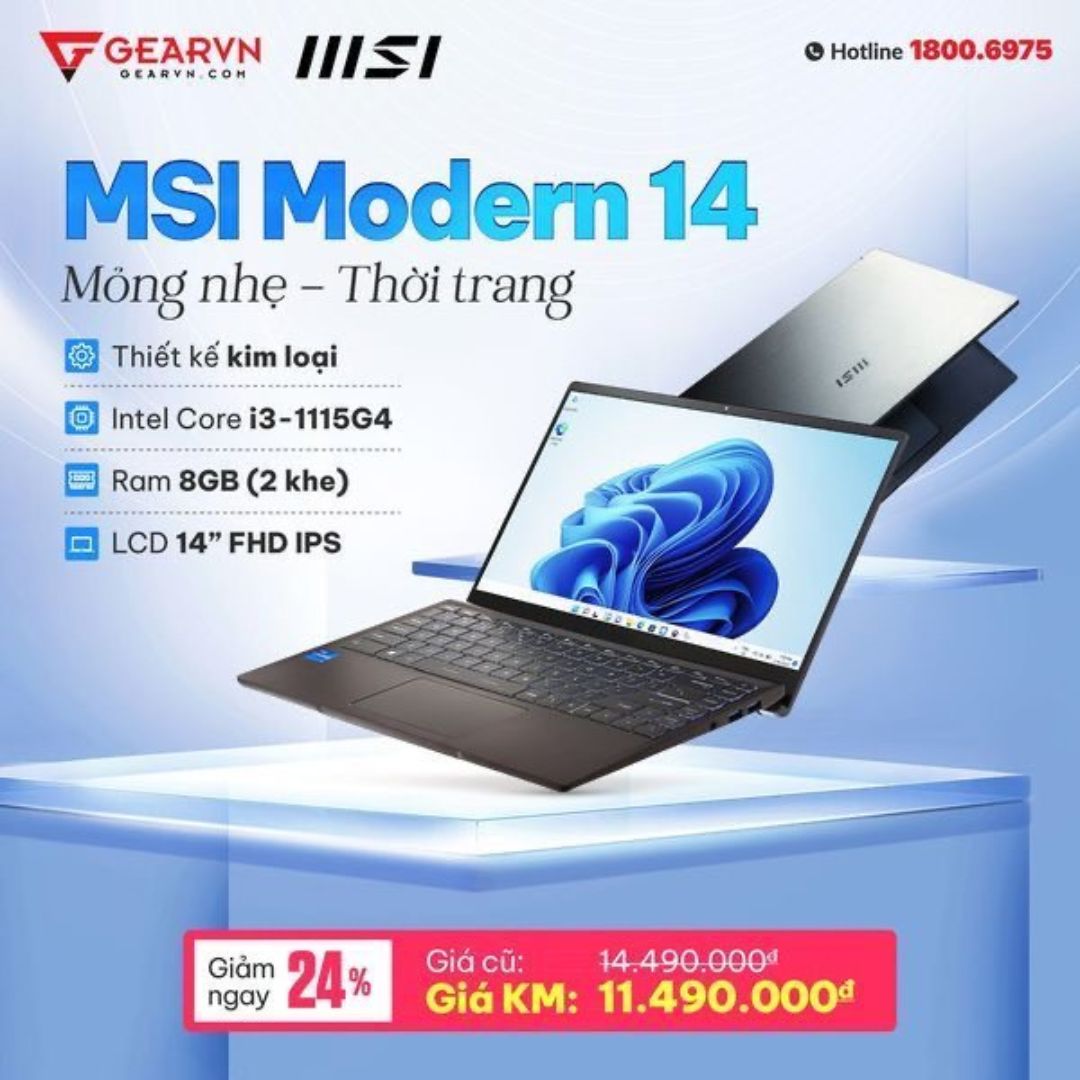 GEARVN
GEARVN.COM
msi
Hotline 1800.6975
MSI Modern 14
Mỏng nhẹ – Thời trang
Thiết kế kim loại
Intel Core i3-1115G4
Ram 8GB (2 khe)
LCD 14” FHD IPS
msi
Giảm ngay 24%
Giá cũ: 14.490.000đ
Giá KM: 11.490.000đ